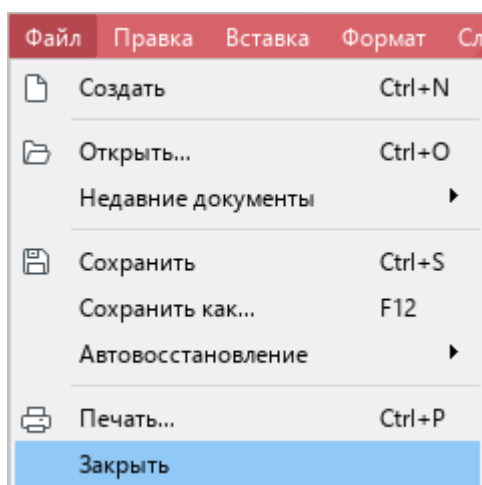 Файл Правка Вставка Формат
Создать Ctrl+N
Открыть... Ctrl+O
Недавние документы
Сохранить Ctrl+S
Сохранить как... F12
Автовосстановление
Печать... Ctrl+P
Закрыть